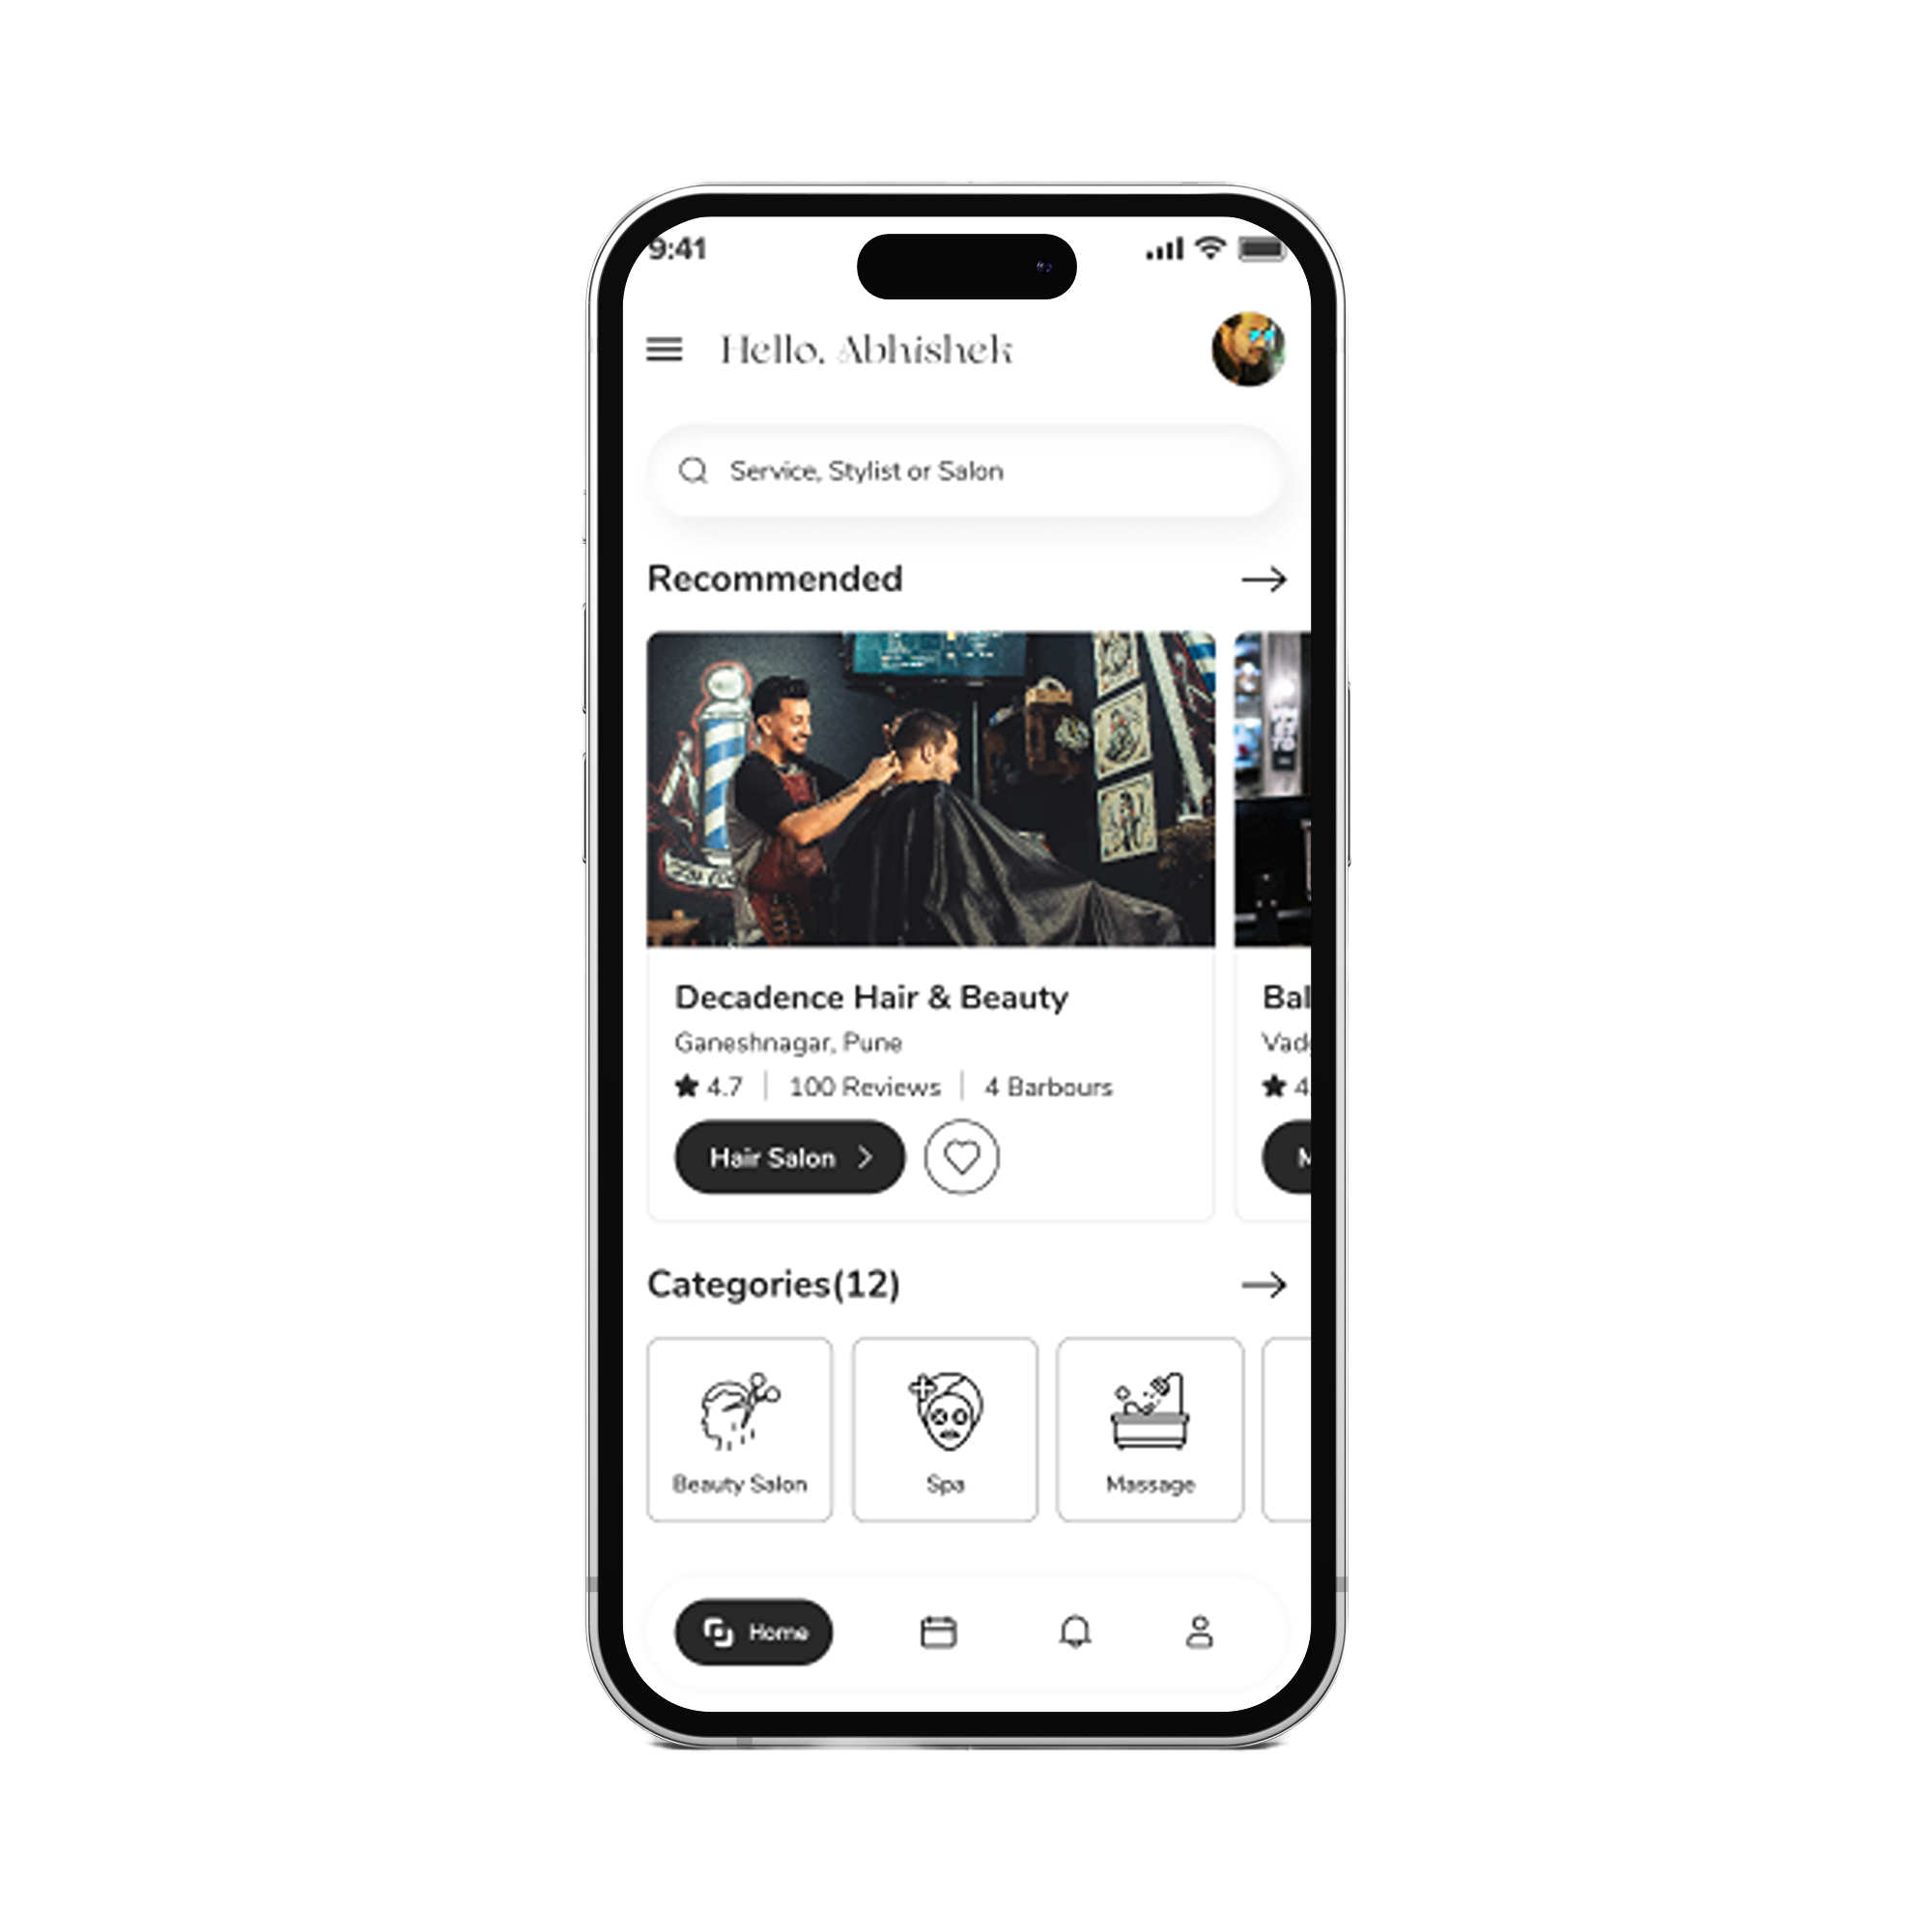 9:41
Hello, Abhishek
Service, Stylist or Salon
Recommended
Decadence Hair & Beauty
Ganeshnagar, Pune
4.7 | 100 Reviews | 4 Barbours
Hair Salon
Bal
Vad
4.
M
Categories(12)
Beauty Salon
Spa
Massage
Home